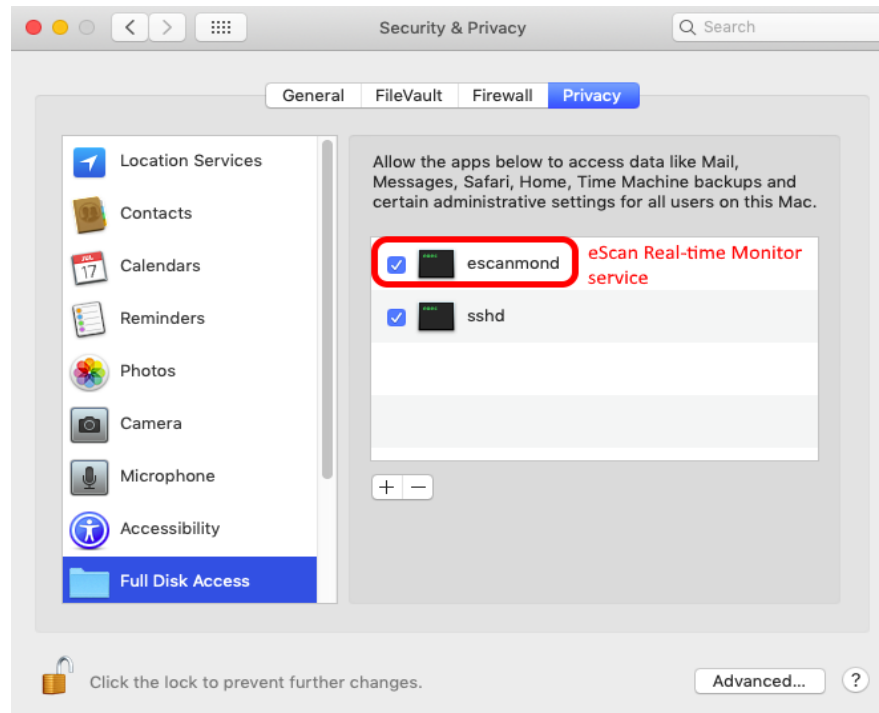 Security & Privacy
Search
General FileVault Firewall Privacy
Location Services
Contacts
JUL
17
Calendars
Reminders
Photos
Camera
Microphone
Accessibility
Full Disk Access
Allow the apps below to access data like Mail,
Messages, Safari, Home, Time Machine backups and
certain administrative settings for all users on this Mac.
escanmond
eScan Real-time Monitor
service
sshd
+ −
Click the lock to prevent further changes.
Advanced...
?